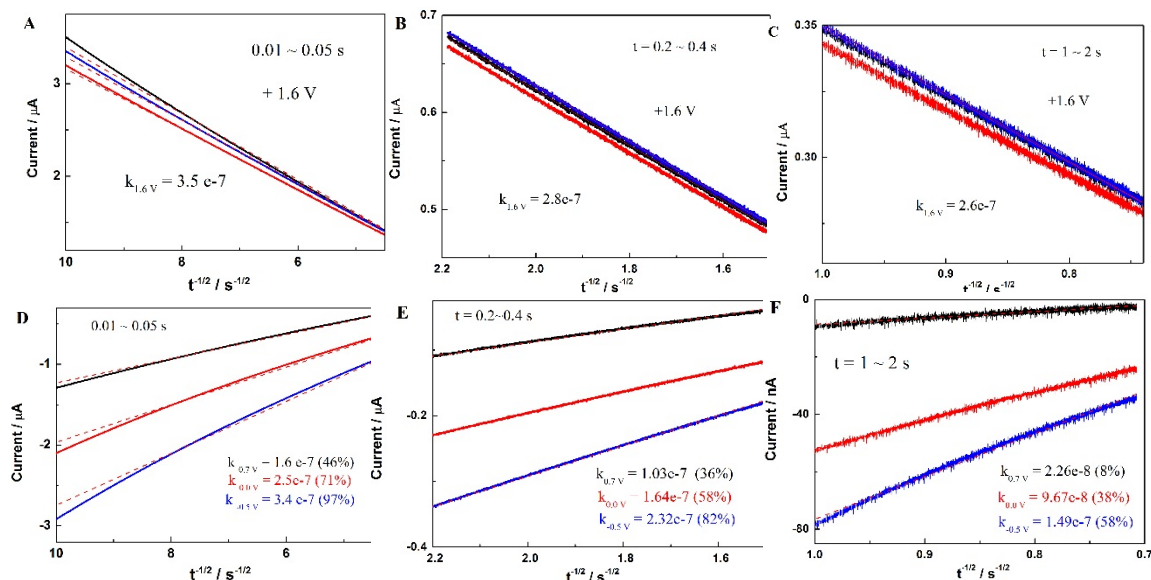 A
0.01 ~ 0.05 s
+ 1.6 V
k1.6 V = 3.5 e-7
Current / μA
3
2
10
8
6
t-1/2 / s-1/2
B
t = 0.2 ~ 0.4 s
+1.6 V
k1.6 V = 2.8e-7
Current / μA
0.7
0.6
0.5
2.2
2.0
1.8
1.6
t-1/2 / s-1/2
C
t = 1 ~ 2 s
+1.6 V
k1.6 V = 2.6e-7
Current / μA
0.35
0.30
1.0
0.9
0.8
t-1/2 / s-1/2
D
0.01 ~ 0.05 s
k0.7 V = 1.6 e-7 (46%)
k0.0 V = 2.5e-7 (71%)
k-0.5 V = 3.4 e-7 (97%)
Current / μA
-1
-2
-3
10
8
6
t-1/2 / s-1/2
E
t = 0.2~0.4 s
k0.7 V = 1.03e-7 (36%)
k0.0 V = 1.64e-7 (58%)
k-0.5 V = 2.32e-7 (82%)
Current / μA
-0.2
-0.4
2.2
2.0
1.8
1.6
t-1/2 / s-1/2
F
t = 1 ~ 2 s
k0.7 V = 2.26e-8 (8%)
k0.0 V = 9.67e-8 (38%)
k-0.5 V = 1.49e-7 (58%)
Current / nA
0
-40
-80
1.0
0.9
0.8
0.7
t-1/2 / s-1/2